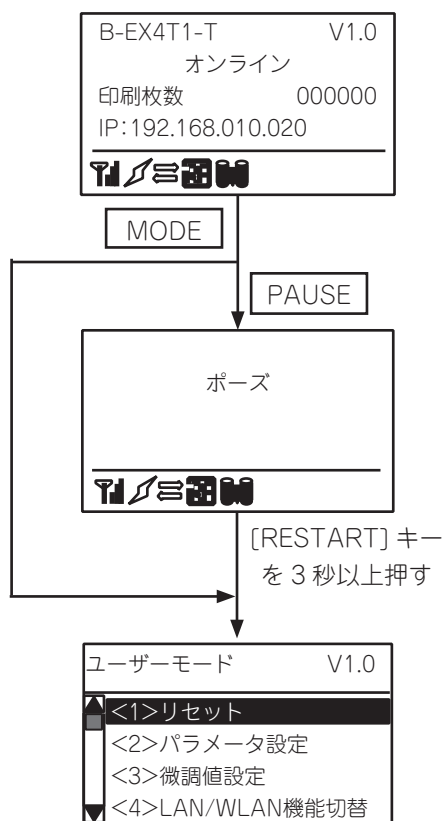 B-EX4T1-T V1.0
オンライン
印刷枚数 000000
IP:192.168.010.020
MODE
PAUSE
ポーズ
[RESTART] キー
を 3 秒以上押す
ユーザーモード V1.0
<1>リセット
<2>パラメータ設定
<3>微調値設定
<4>LAN/WLAN機能切替